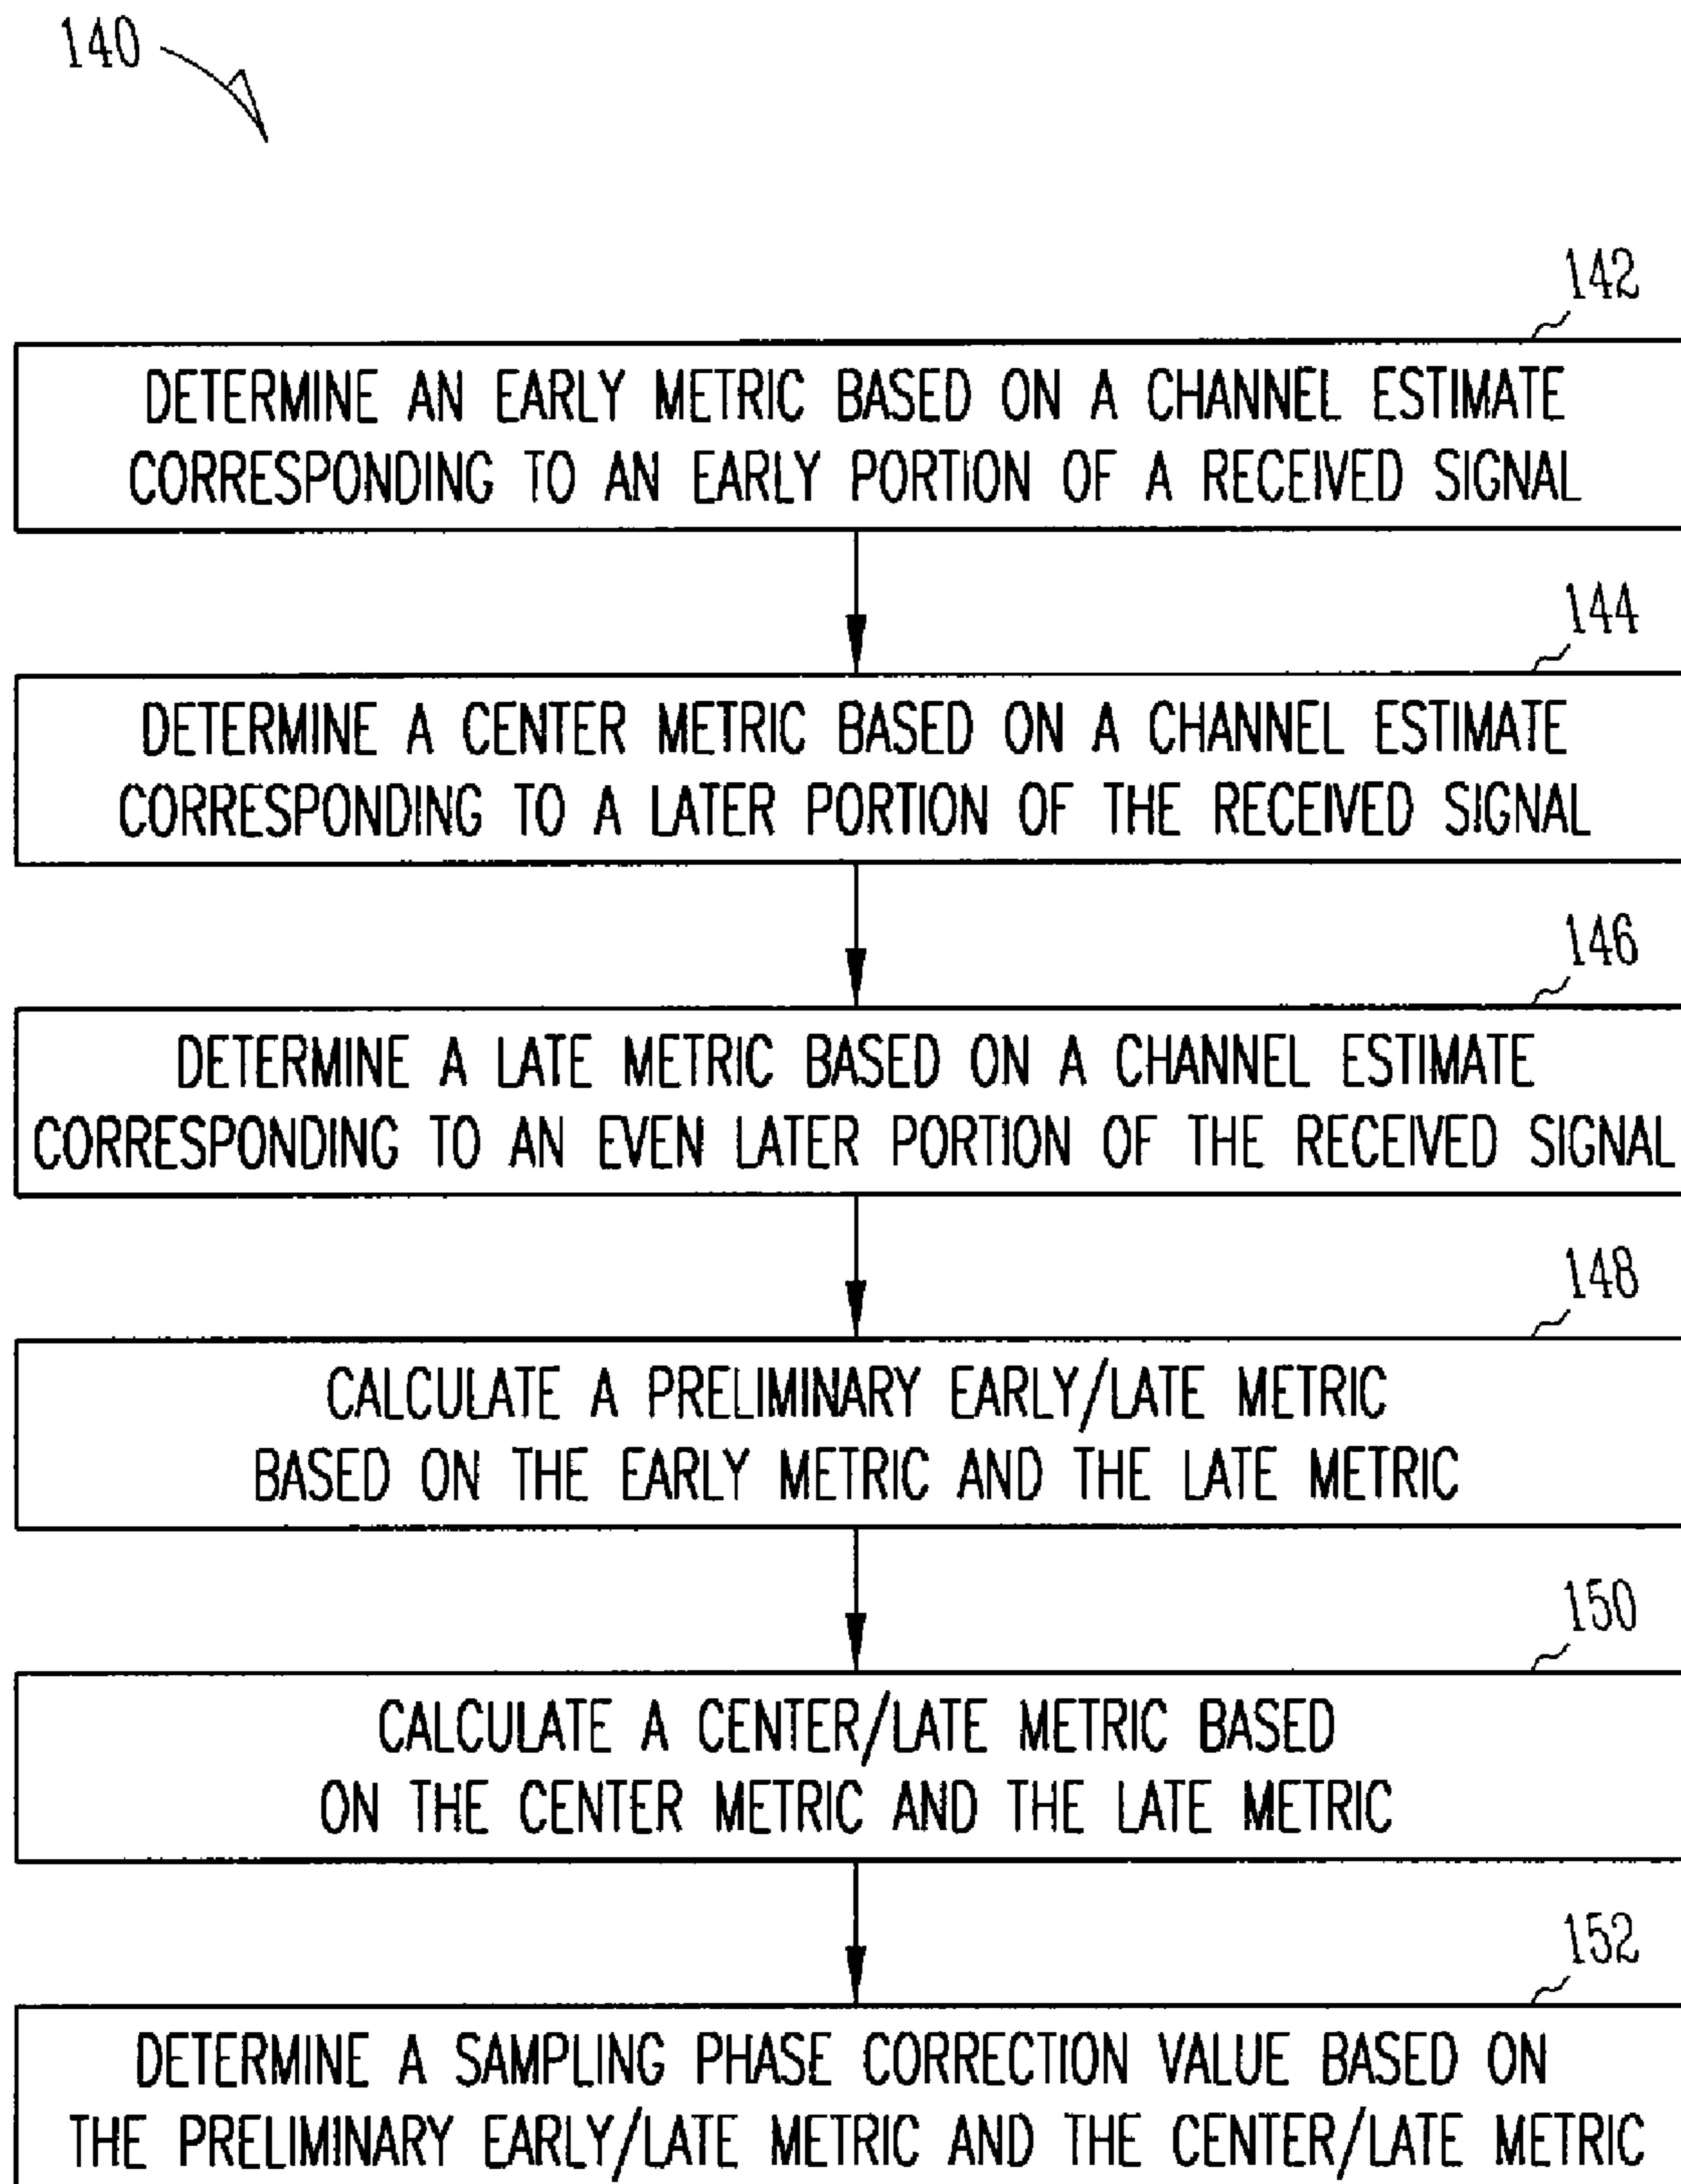 140
142
DETERMINE AN EARLY METRIC BASED ON A CHANNEL ESTIMATE
CORRESPONDING TO AN EARLY PORTION OF A RECEIVED SIGNAL
144
DETERMINE A CENTER METRIC BASED ON A CHANNEL ESTIMATE
CORRESPONDING TO A LATER PORTION OF THE RECEIVED SIGNAL
146
DETERMINE A LATE METRIC BASED ON A CHANNEL ESTIMATE
CORRESPONDING TO AN EVEN LATER PORTION OF THE RECEIVED SIGNAL
148
CALCULATE A PRELIMINARY EARLY/LATE METRIC
BASED ON THE EARLY METRIC AND THE LATE METRIC
150
CALCULATE A CENTER/LATE METRIC BASED
ON THE CENTER METRIC AND THE LATE METRIC
152
DETERMINE A SAMPLING PHASE CORRECTION VALUE BASED ON
THE PRELIMINARY EARLY/LATE METRIC AND THE CENTER/LATE METRIC